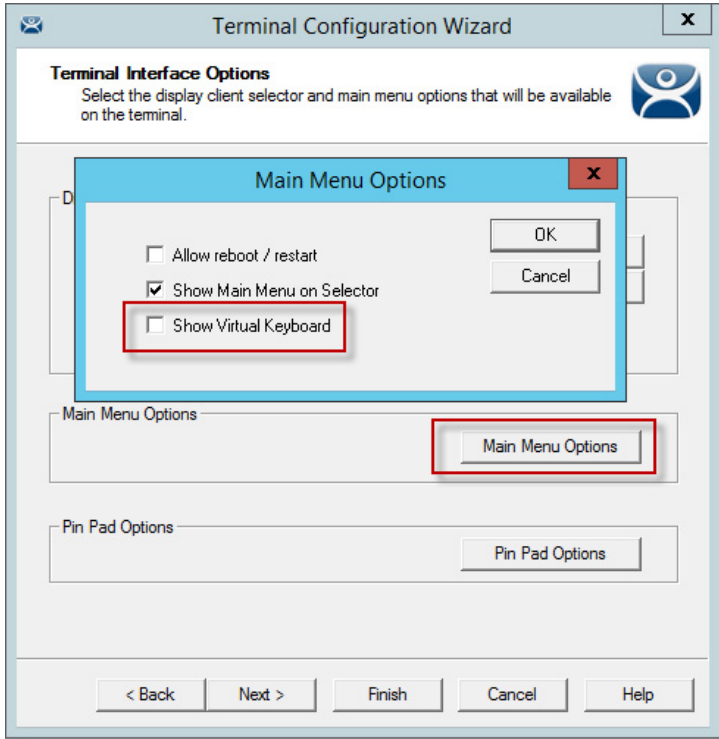 Terminal Configuration Wizard
x
Terminal Interface Options
Select the display client selector and main menu options that will be available
on the terminal.
Main Menu Options
x
D
Allow reboot / restart
Show Main Menu on Selector
Show Virtual Keyboard
OK
Cancel
Main Menu Options
Main Menu Options
Pin Pad Options
Pin Pad Options
< Back
Next >
Finish
Cancel
Help